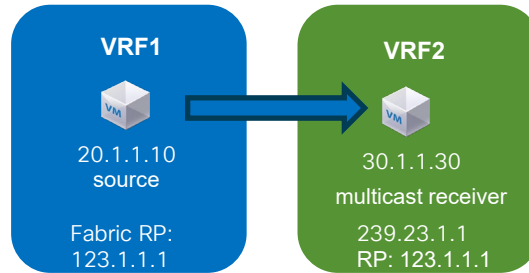 VRF1
VM
20.1.1.10
source
Fabric RP:
123.1.1.1
VRF2
VM
30.1.1.30
multicast receiver
239.23.1.1
RP: 123.1.1.1